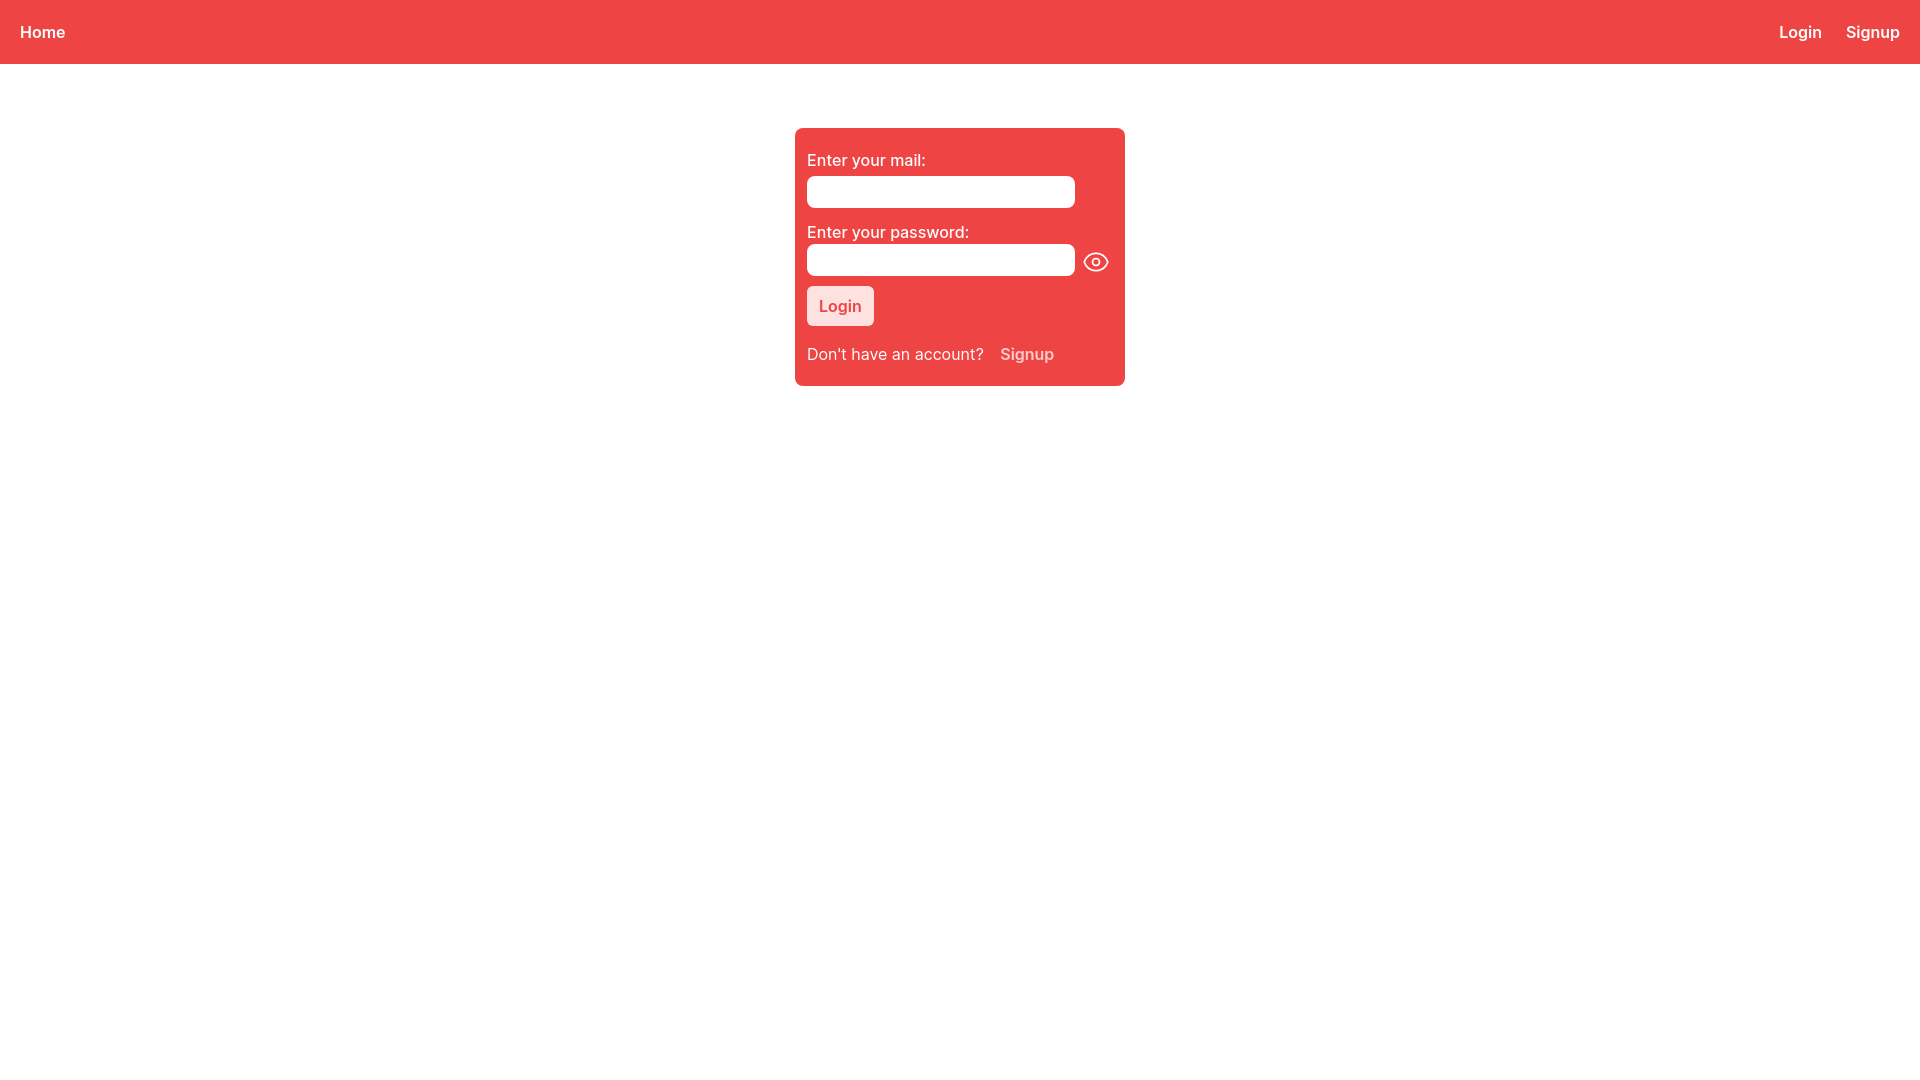 Home Login Signup
Enter your mail:
Enter your password:
Login
Don't have an account? Signup